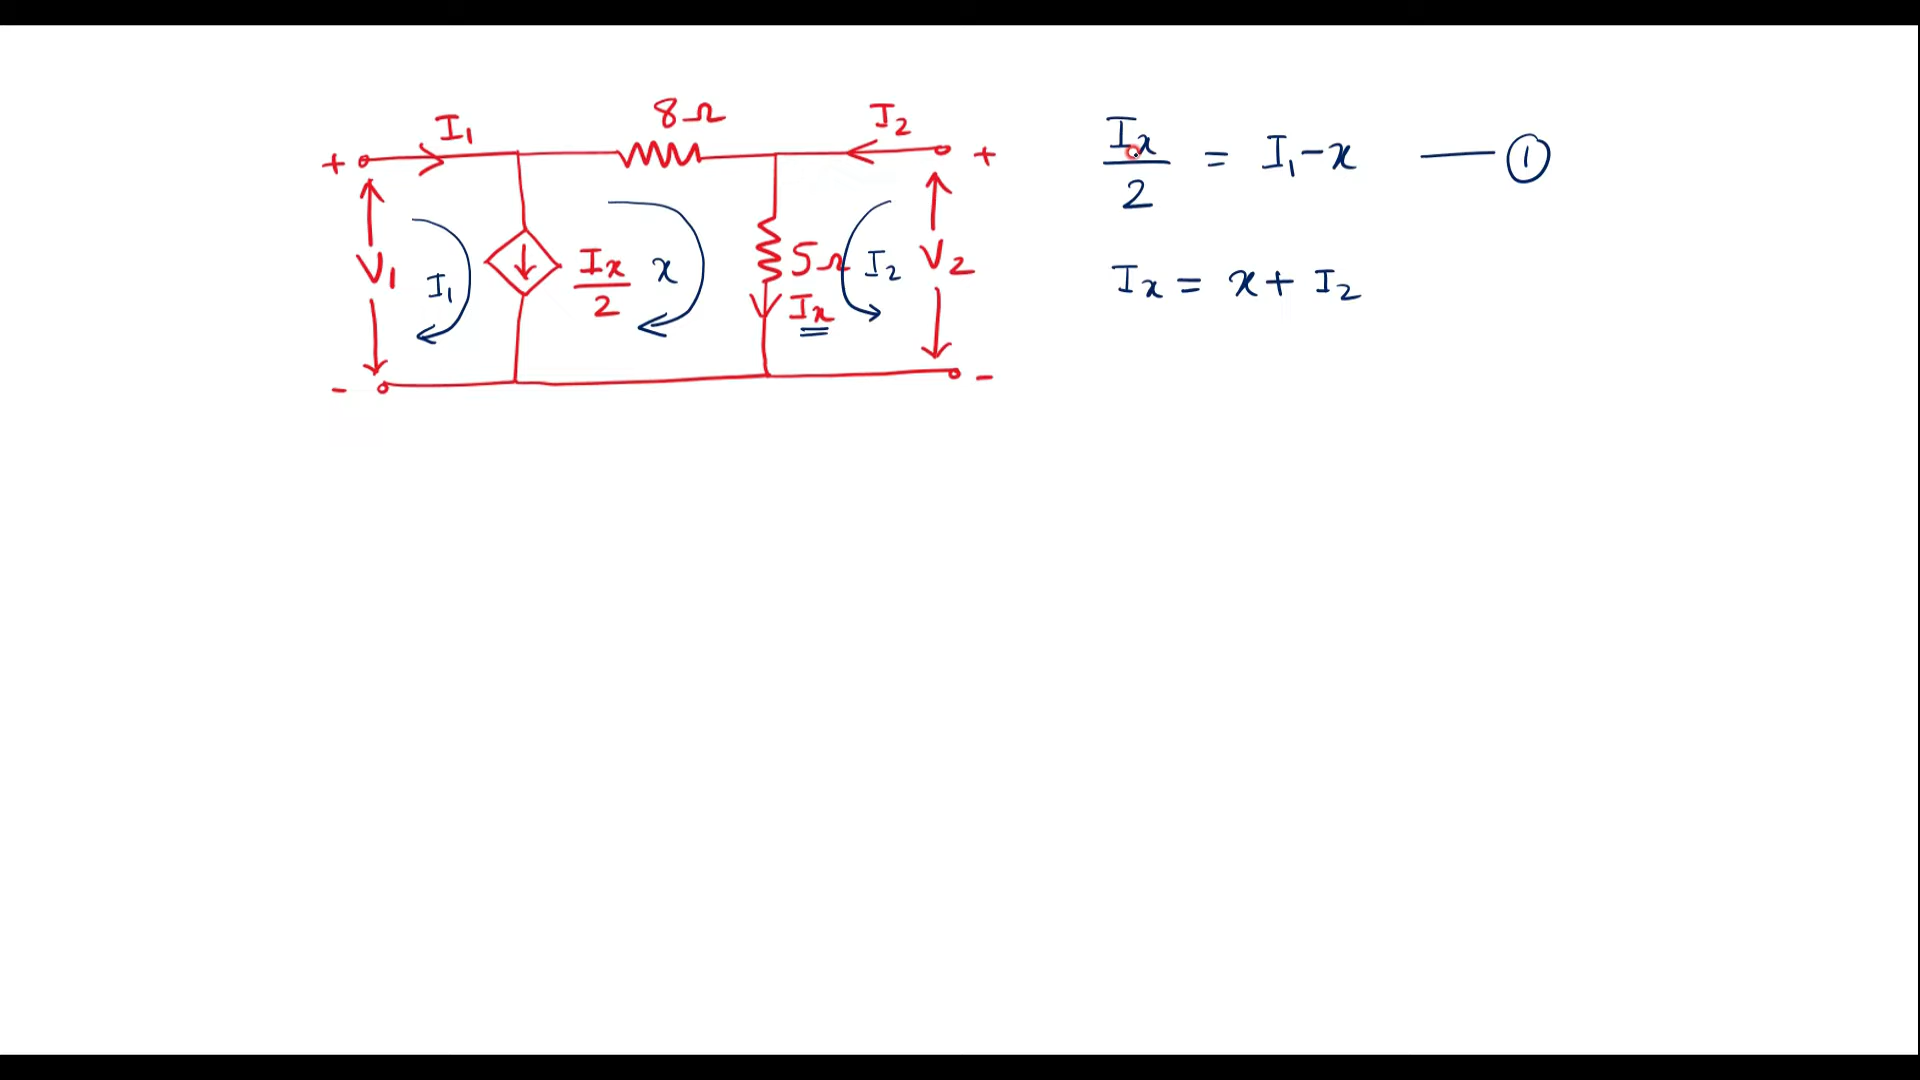 I₁ 8Ω I₂
+ +
V₁ I₁ Ix/2 x 5Ω Ix I₂ V₂
- -
Ix/2 = I₁-x —— ①
Ix = x + I₂